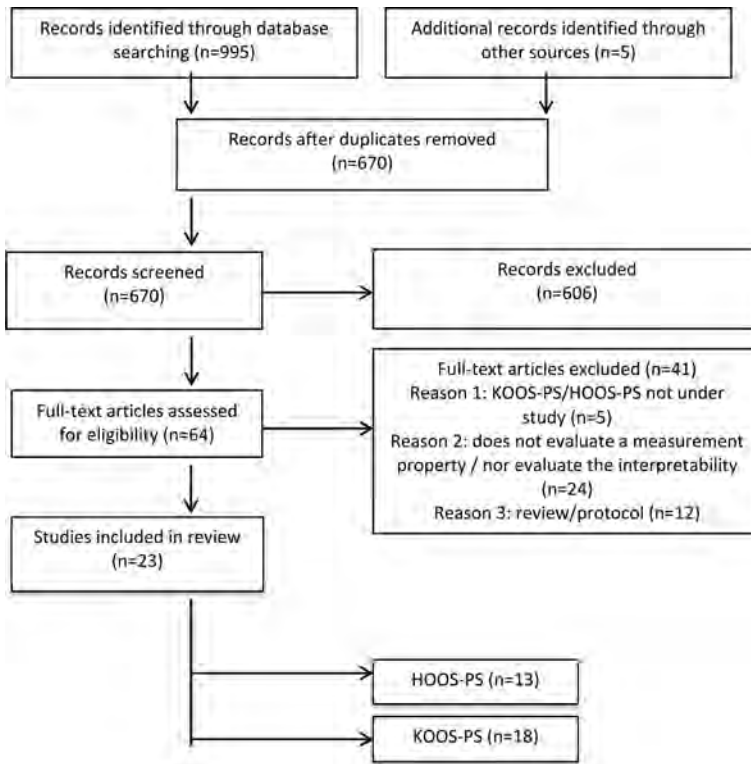 Records identified through database
searching (n=995)
Additional records identified through
other sources (n=5)
Records after duplicates removed
(n=670)
Records screened
(n=670)
Records excluded
(n=606)
Full-text articles assessed
for eligibility (n=64)
Full-text articles excluded (n=41)
Reason 1: KOOS-PS/HOOS-PS not under
study (n=5)
Reason 2: does not evaluate a measurement
property / nor evaluate the interpretability
(n=24)
Reason 3: review/protocol (n=12)
Studies included in review
(n=23)
HOOS-PS (n=13)
KOOS-PS (n=18)